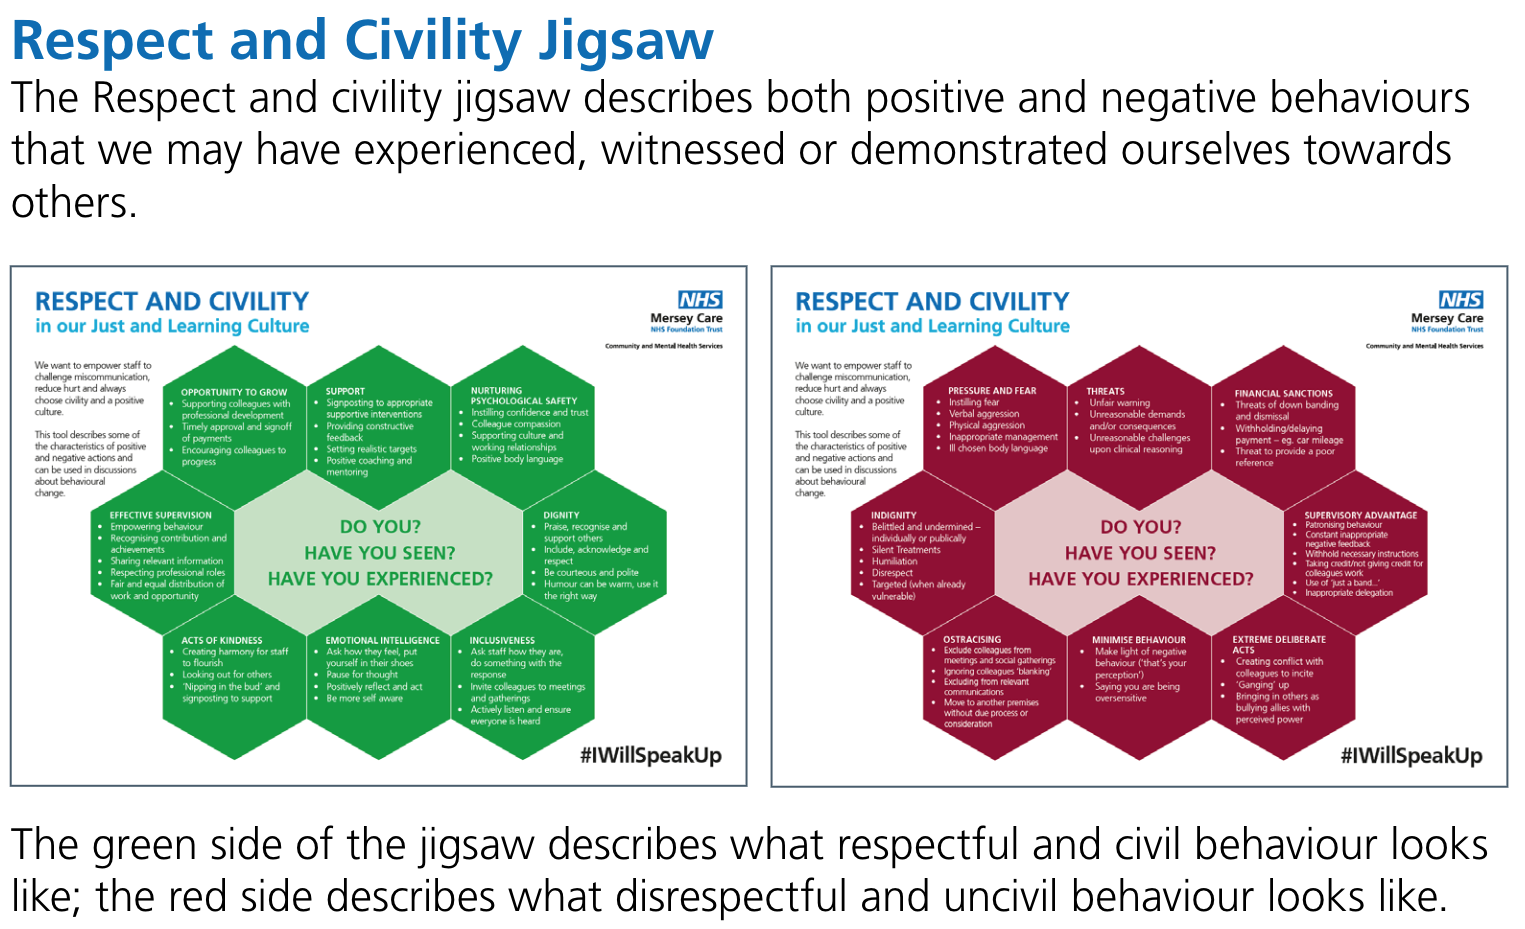 Respect and Civility Jigsaw
The Respect and civility jigsaw describes both positive and negative behaviours
that we may have experienced, witnessed or demonstrated ourselves towards
others.
RESPECT AND CIVILITY
in our Just and Learning Culture
NHS
Mersey Care
NHS Foundation Trust
Community and Mental Health Services
We want to empower staff to
challenge miscommunication,
reduce hurt and always
choose civility and a positive
culture.
This tool describes some of
the characteristics of positive
and negative actions and
can be used in discussions
about behavioural
change.
OPPORTUNITY TO GROW
• Supporting colleagues with
professional development
• Timely approval and signoff
of payments
• Encouraging colleagues to
progress
SUPPORT
• Signposting to appropriate
supportive interventions
• Providing constructive
feedback
• Setting realistic targets
• Positive coaching and
mentoring
NURTURING
PSYCHOLOGICAL SAFETY
• Instilling confidence and trust
• Colleague compassion
• Supporting culture and
working relationships
• Positive body language
EFFECTIVE SUPERVISION
• Empowering behaviour
• Recognising contribution and
achievements
• Sharing relevant information
• Respecting professional roles
• Fair and equal distribution of
work and opportunity
DO YOU?
HAVE YOU SEEN?
HAVE YOU EXPERIENCED?
DIGNITY
• Praise, recognise and
support others
• Include, acknowledge and
respect
• Be courteous and polite
• Humour can be warm, use it
the right way
ACTS OF KINDNESS
• Creating harmony for staff
to flourish
• Looking out for others
• 'Nipping in the bud' and
signposting to support
EMOTIONAL INTELLIGENCE
• Ask how they feel, put
yourself in their shoes
• Pause for thought
• Positively reflect and act
• Be more self aware
INCLUSIVENESS
• Ask staff how they are,
do something with the
response
• Invite colleagues to meetings
and gatherings
• Actively listen and ensure
everyone is heard
#IWillSpeakUp
RESPECT AND CIVILITY
in our Just and Learning Culture
NHS
Mersey Care
NHS Foundation Trust
Community and Mental Health Services
We want to empower staff to
challenge miscommunication,
reduce hurt and always
choose civility and a positive
culture.
This tool describes some of
the characteristics of positive
and negative actions and
can be used in discussions
about behavioural
change.
PRESSURE AND FEAR
• Instilling fear
• Verbal aggression
• Physical aggression
• Inappropriate management
• Ill chosen body language
THREATS
• Unfair warning
• Unreasonable demands
and/or consequences
• Unreasonable challenges
upon clinical reasoning
FINANCIAL SANCTIONS
• Threats of down banding
and dismissal
• Withholding/delaying
payment – eg. car mileage
• Threat to provide a poor
reference
INDIGNITY
• Belittled and undermined –
individually or publically
• Silent Treatments
• Humiliation
• Disrespect
• Targeted (when already
vulnerable)
DO YOU?
HAVE YOU SEEN?
HAVE YOU EXPERIENCED?
SUPERVISORY ADVANTAGE
• Patronising behaviour
• Constant inappropriate
negative feedback
• Withhold necessary instructions
• Taking credit/not giving credit for
colleagues work
• Use of 'just a band...'
• Inappropriate delegation
OSTRACISING
• Exclude colleagues from
meetings and social gatherings
• Ignoring colleagues 'blanking'
• Excluding from relevant
communications
• Move to another premises
without due process or
consideration
MINIMISE BEHAVIOUR
• Make light of negative
behaviour ('that's your
perception')
• Saying you are being
oversensitive
EXTREME DELIBERATE
ACTS
• Creating conflict with
colleagues to incite
• 'Ganging' up
• Bringing in others as
bullying allies with
perceived power
#IWillSpeakUp
The green side of the jigsaw describes what respectful and civil behaviour looks
like; the red side describes what disrespectful and uncivil behaviour looks like.